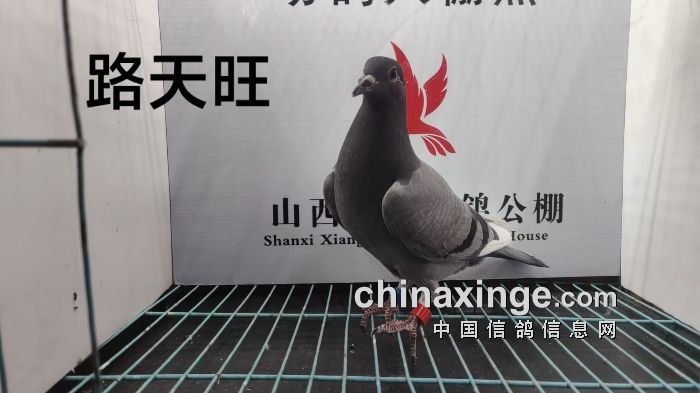 路天旺
山西 鸽公棚
Shanxi Xiang House
chinaxinge.com
中国信鸽信息网